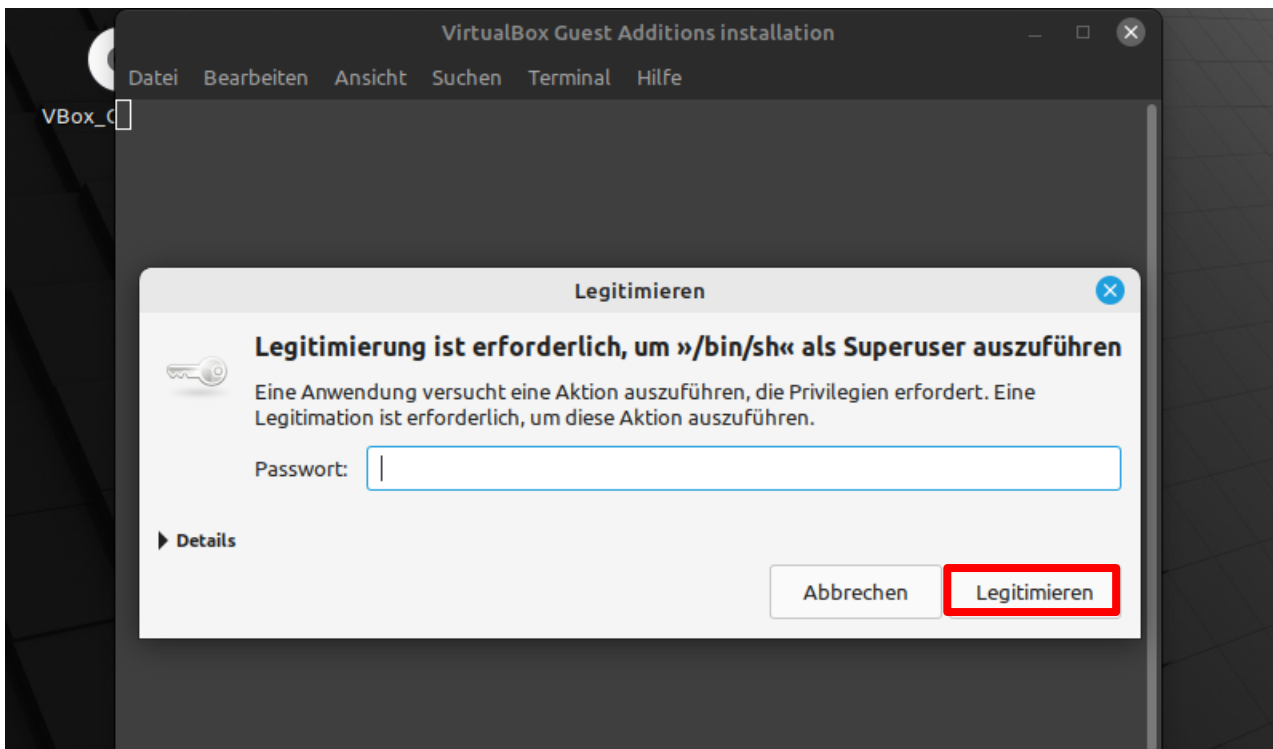 VirtualBox Guest Additions installation
Datei Bearbeiten Ansicht Suchen Terminal Hilfe
VBox_
Legitimieren
Legitimierung ist erforderlich, um »/bin/sh« als Superuser auszuführen
Eine Anwendung versucht eine Aktion auszuführen, die Privilegien erfordert. Eine
Legitimation ist erforderlich, um diese Aktion auszuführen.
Passwort:
Details
Abbrechen Legitimieren